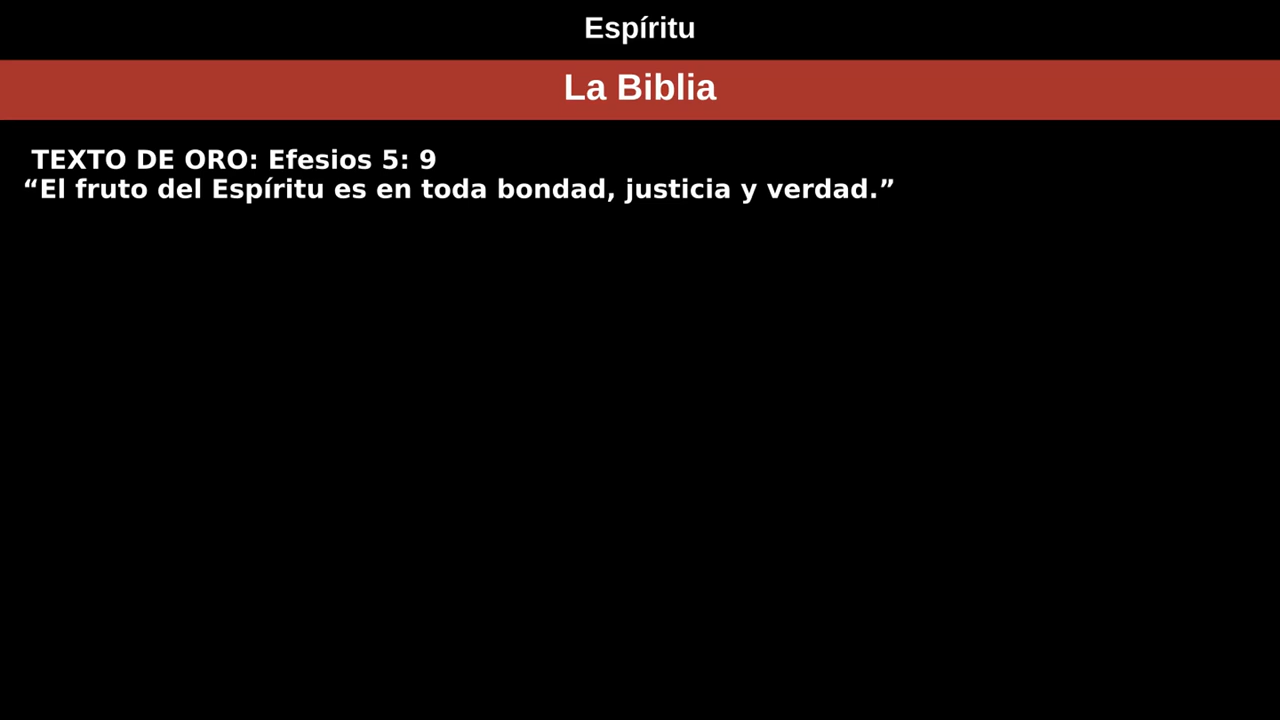 Espíritu
La Biblia
TEXTO DE ORO: Efesios 5: 9
“El fruto del Espíritu es en toda bondad, justicia y verdad.”